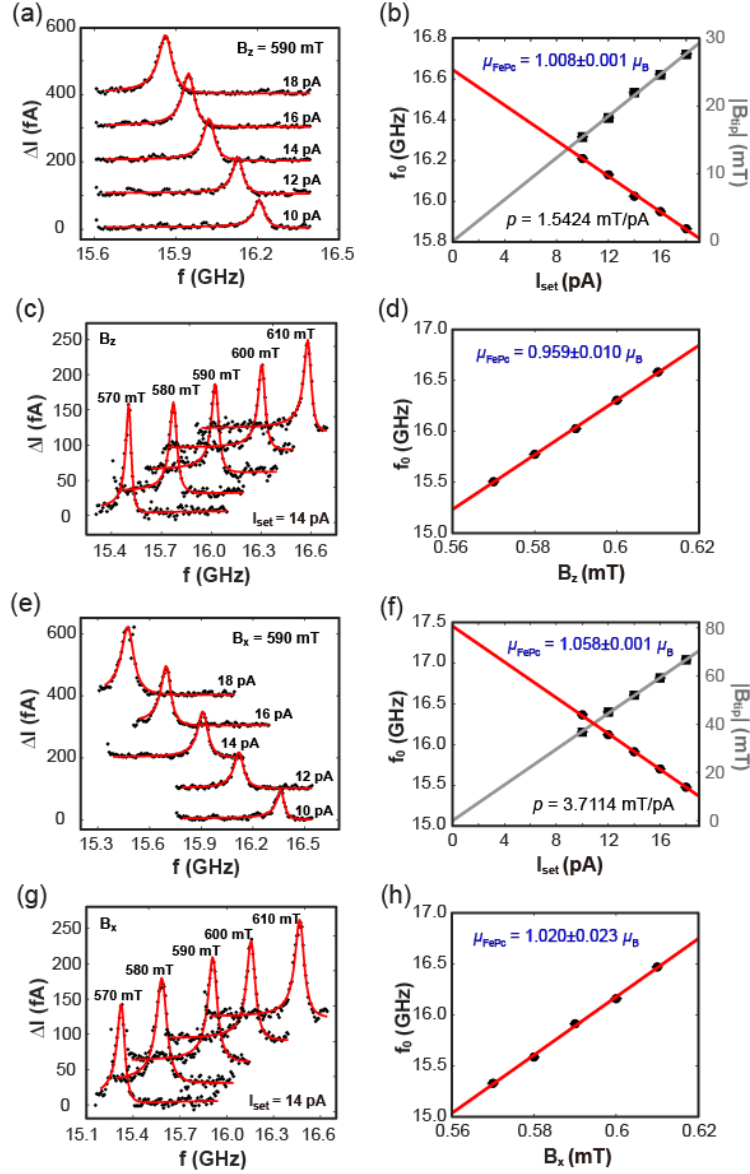 (a)
600
400
200
0
ΔI (fA)
B_z = 590 mT
18 pA
16 pA
14 pA
12 pA
10 pA
15.6
15.9
16.2
16.5
f (GHz)
(b)
16.8
16.6
16.4
16.2
16.0
15.8
f_0 (GHz)
μ_FePc = 1.008±0.001 μ_B
p = 1.5424 mT/pA
30
20
10
0
|B_tip| (mT)
0
4
8
12
16
I_set (pA)
(c)
250
200
150
100
50
0
ΔI (fA)
B_z
610 mT
600 mT
590 mT
580 mT
570 mT
I_set = 14 pA
15.4
15.7
16.0
16.3
16.6
f (GHz)
(d)
17.0
16.5
16.0
15.5
15.0
f_0 (GHz)
μ_FePc = 0.959±0.010 μ_B
0.56
0.58
0.6
0.62
B_z (mT)
(e)
600
400
200
0
ΔI (fA)
B_x = 590 mT
18 pA
16 pA
14 pA
12 pA
10 pA
15.3
15.6
15.9
16.2
16.5
f (GHz)
(f)
17.5
17.0
16.5
16.0
15.5
15.0
f_0 (GHz)
μ_FePc = 1.058±0.001 μ_B
p = 3.7114 mT/pA
80
60
40
20
0
|B_tip| (mT)
0
4
8
12
16
I_set (pA)
(g)
250
200
150
100
50
0
ΔI (fA)
B_x
610 mT
600 mT
590 mT
580 mT
570 mT
I_set = 14 pA
15.1
15.4
15.7
16.0
16.3
16.6
f (GHz)
(h)
17.0
16.5
16.0
15.5
15.0
f_0 (GHz)
μ_FePc = 1.020±0.023 μ_B
0.56
0.58
0.6
0.62
B_x (mT)